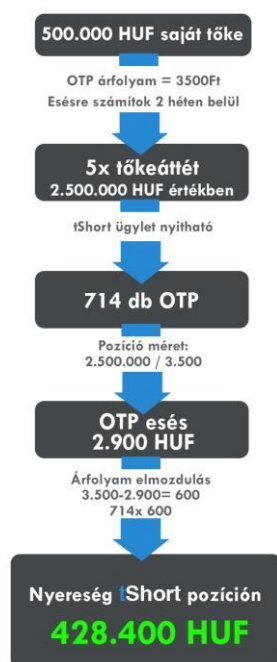 500.000 HUF saját tőke
OTP árfolyam = 3500Ft
Esésre számítok 2 héten belül
5x tőkeáttét
2.500.000 HUF értékben
tShort ügylet nyitható
714 db OTP
Pozíció méret:
2.500.000 / 3.500
OTP esés
2.900 HUF
Árfolyam elmozdulás
3.500-2.900= 600
714x 600
Nyereség tShort pozíción
428.400 HUF